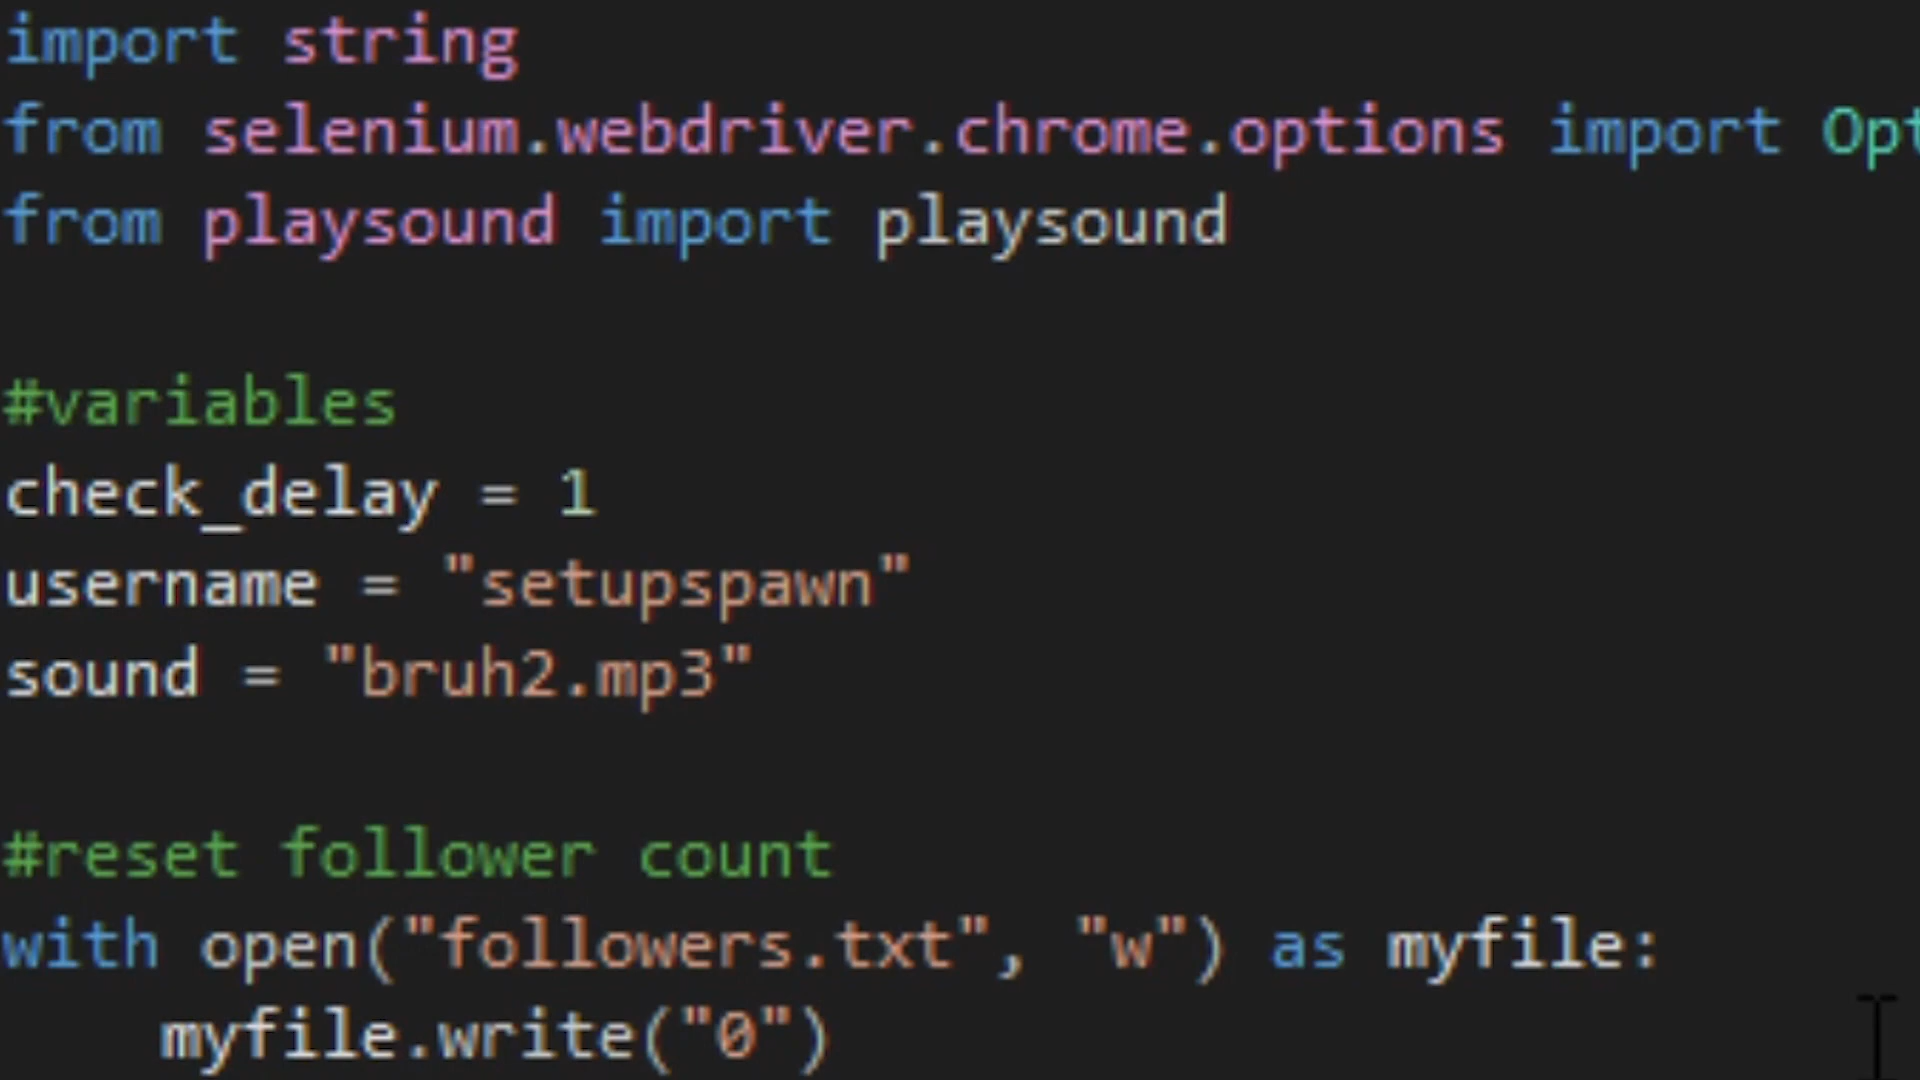 import string
from selenium.webdriver.chrome.options import Opt
from playsound import playsound
#variables
check_delay = 1
username = "setupspawn"
sound = "bruh2.mp3"
#reset follower count
with open("followers.txt", "w") as myfile:
    myfile.write("0")